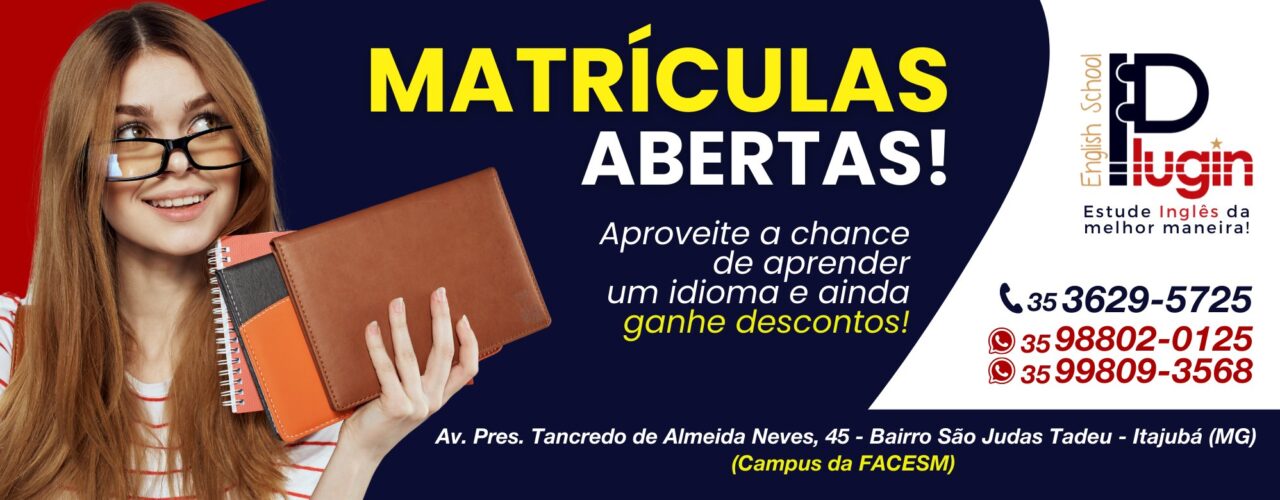 MATRÍCULAS
ABERTAS!
Aproveite a chance
de aprender
um idioma e ainda
ganhe descontos!
English School
Plugin
Estude Inglês da
melhor maneira!
35 3629-5725
35 98802-0125
35 99809-3568
Av. Pres. Tancredo de Almeida Neves, 45 - Bairro São Judas Tadeu - Itajubá (MG)
(Campus da FACESM)